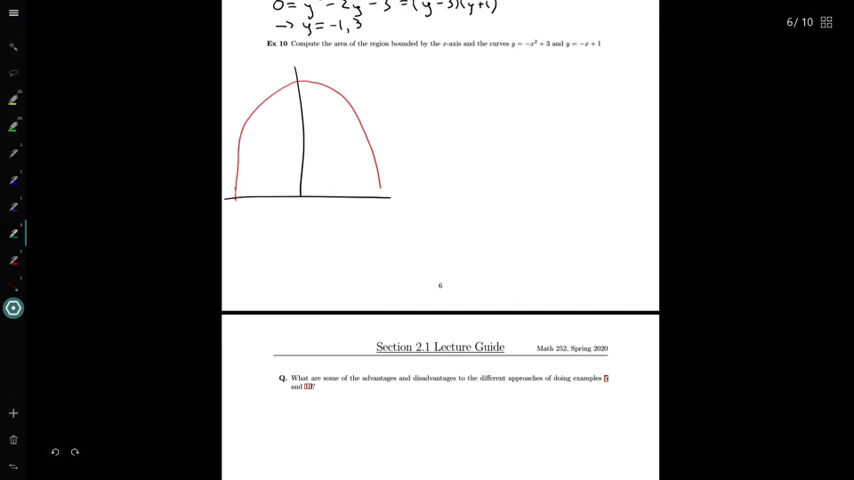 6/10
0 = y² - 2y - 3 = (y-3)(y+1)
→ y = -1, 3
Ex 10 Compute the area of the region bounded by the x-axis and the curves y = −x² + 3 and y = −x + 1
6
Section 2.1 Lecture Guide
Math 252, Spring 2020
Q. What are some of the advantages and disadvantages to the different approaches of doing examples 5
and 10?